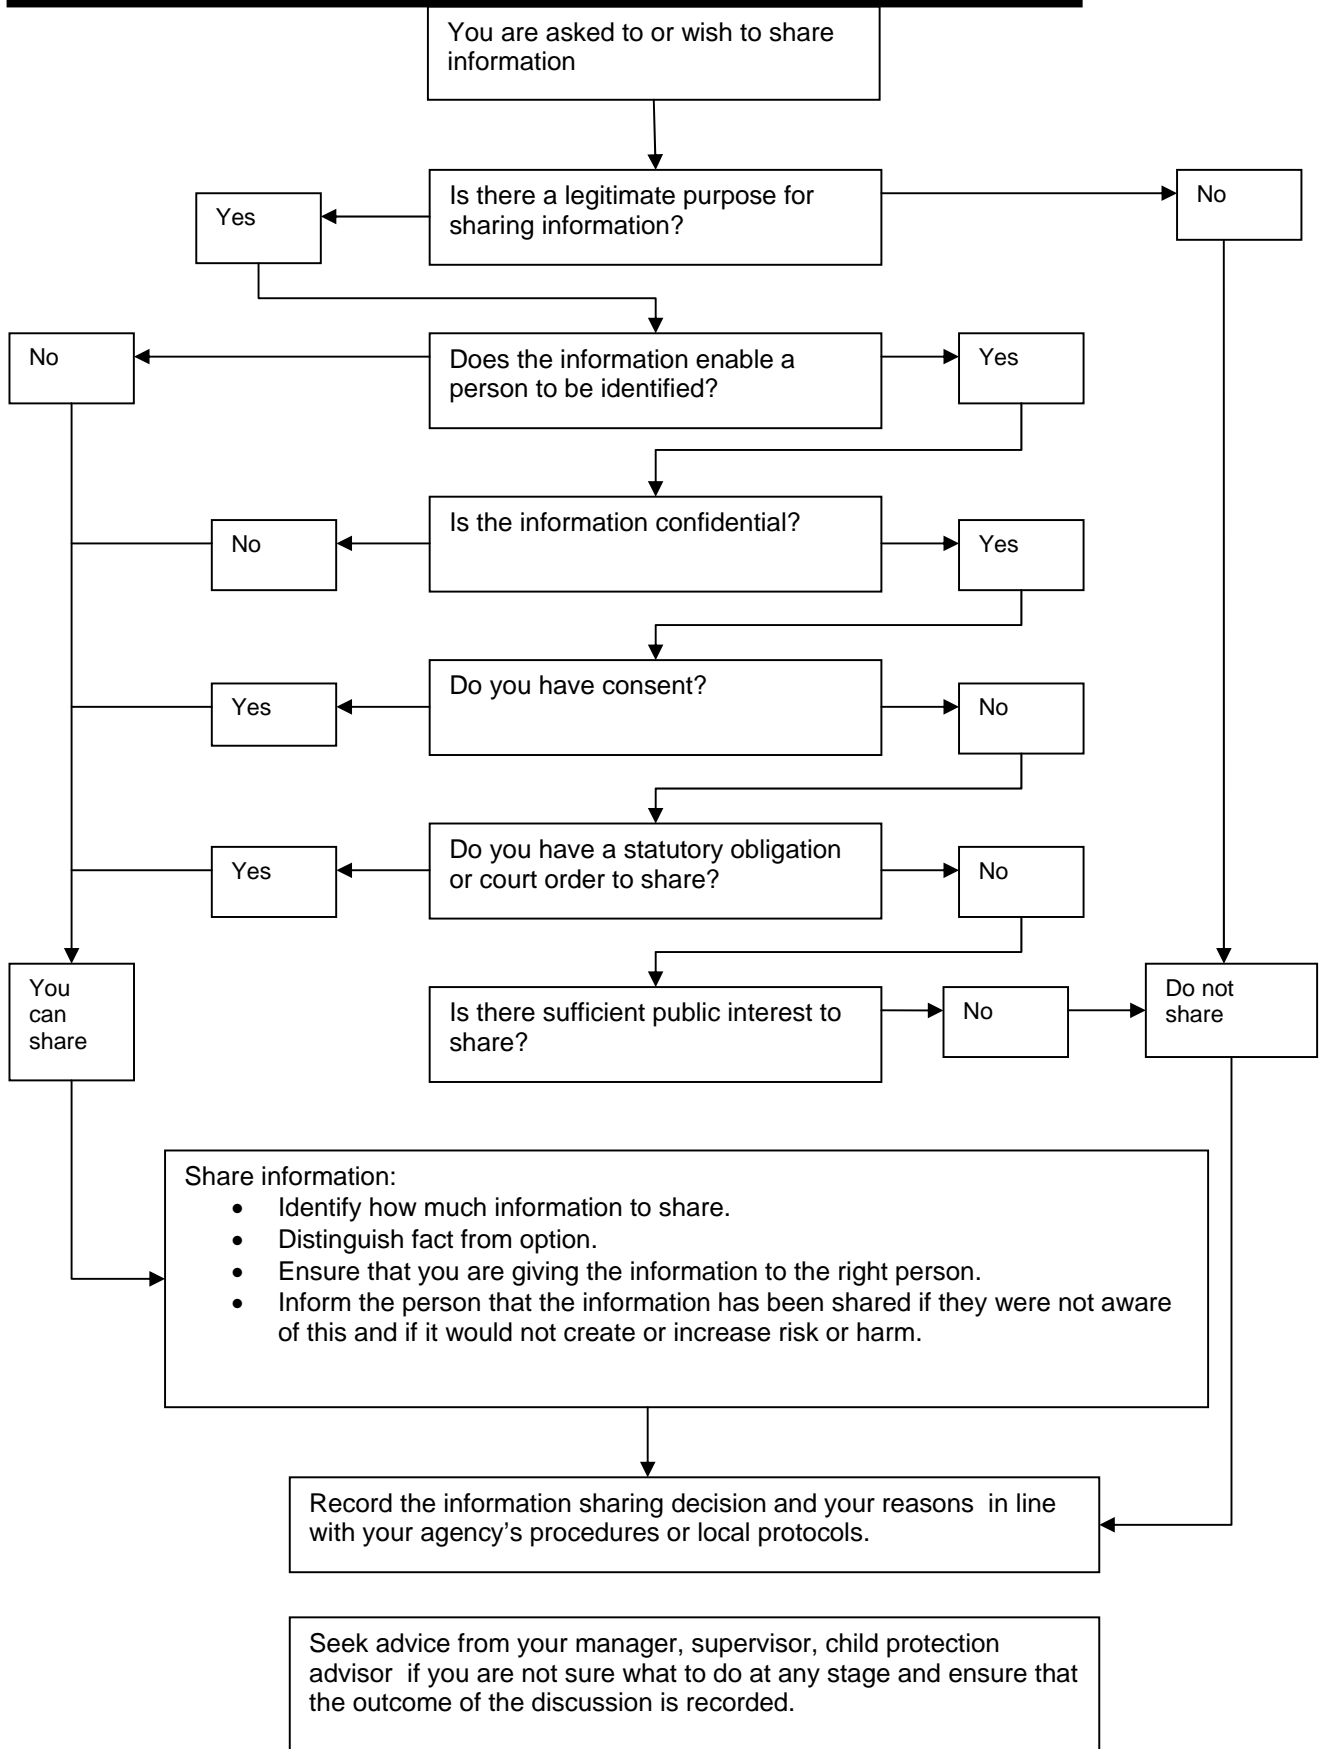 You are asked to or wish to share
information
Is there a legitimate purpose for
sharing information?
Yes
No
Does the information enable a
person to be identified?
No
Yes
Is the information confidential?
No
Yes
Do you have consent?
Yes
No
Do you have a statutory obligation
or court order to share?
Yes
No
You
can
share
Is there sufficient public interest to
share?
No
Do not
share
Share information:
• Identify how much information to share.
• Distinguish fact from option.
• Ensure that you are giving the information to the right person.
• Inform the person that the information has been shared if they were not aware
of this and if it would not create or increase risk or harm.
Record the information sharing decision and your reasons  in line
with your agency’s procedures or local protocols.
Seek advice from your manager, supervisor, child protection
advisor  if you are not sure what to do at any stage and ensure that
the outcome of the discussion is recorded.